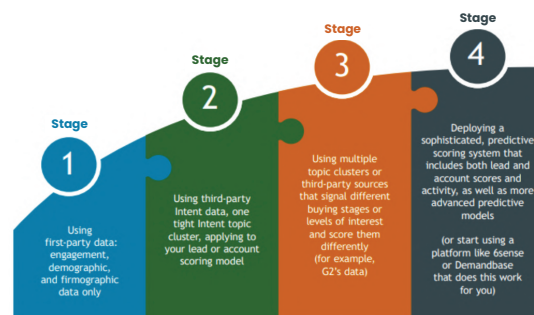 Stage
1
Using
first-party data:
engagement,
demographic,
and firmographic
data only
Stage
2
Using third-party
Intent data, one
tight Intent topic
cluster, applying to
your lead or account
scoring model
Stage
3
Using multiple
topic clusters or
third-party sources
that signal different
buying stages or
levels of interest
and score them
differently
(for example,
G2's data)
Stage
4
Deploying a
sophisticated, predictive
scoring system that
includes both lead and
account scores and
activity, as well as more
advanced predictive
models
(or start using a
platform like 6sense
or Demandbase
that does this work
for you)